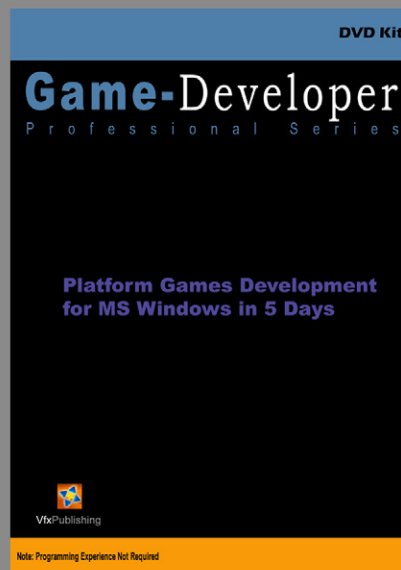 DVD Kit
Game-Developer
Professional Series
Platform Games Development
for MS Windows in 5 Days
VfxPublishing
Note: Programming Experience Not Required